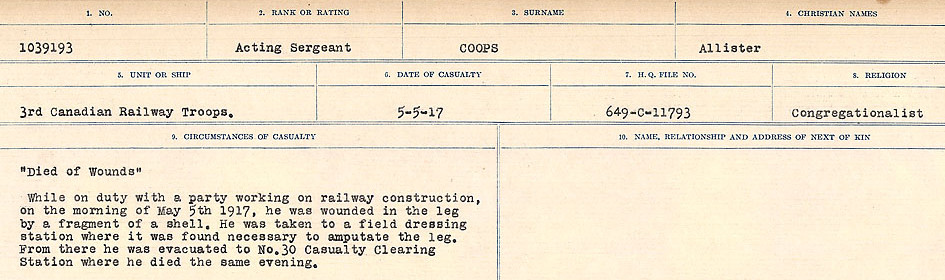 1. NO. 2. RANK OR RATING 3. SURNAME 4. CHRISTIAN NAMES
1039193 Acting Sergeant COOPS Allister
5. UNIT OR SHIP 6. DATE OF CASUALTY 7. H.Q. FILE NO. 8. RELIGION
3rd Canadian Railway Troops. 5-5-17 649-C-11793 Congregationalist
9. CIRCUMSTANCES OF CASUALTY 10. NAME, RELATIONSHIP AND ADDRESS OF NEXT OF KIN
"Died of Wounds"
While on duty with a party working on railway construction,
on the morning of May 5th 1917, he was wounded in the leg
by a fragment of a shell. He was taken to a field dressing
station where it was found necessary to amputate the leg.
From there he was evacuated to No.30 Casualty Clearing
Station where he died the same evening.